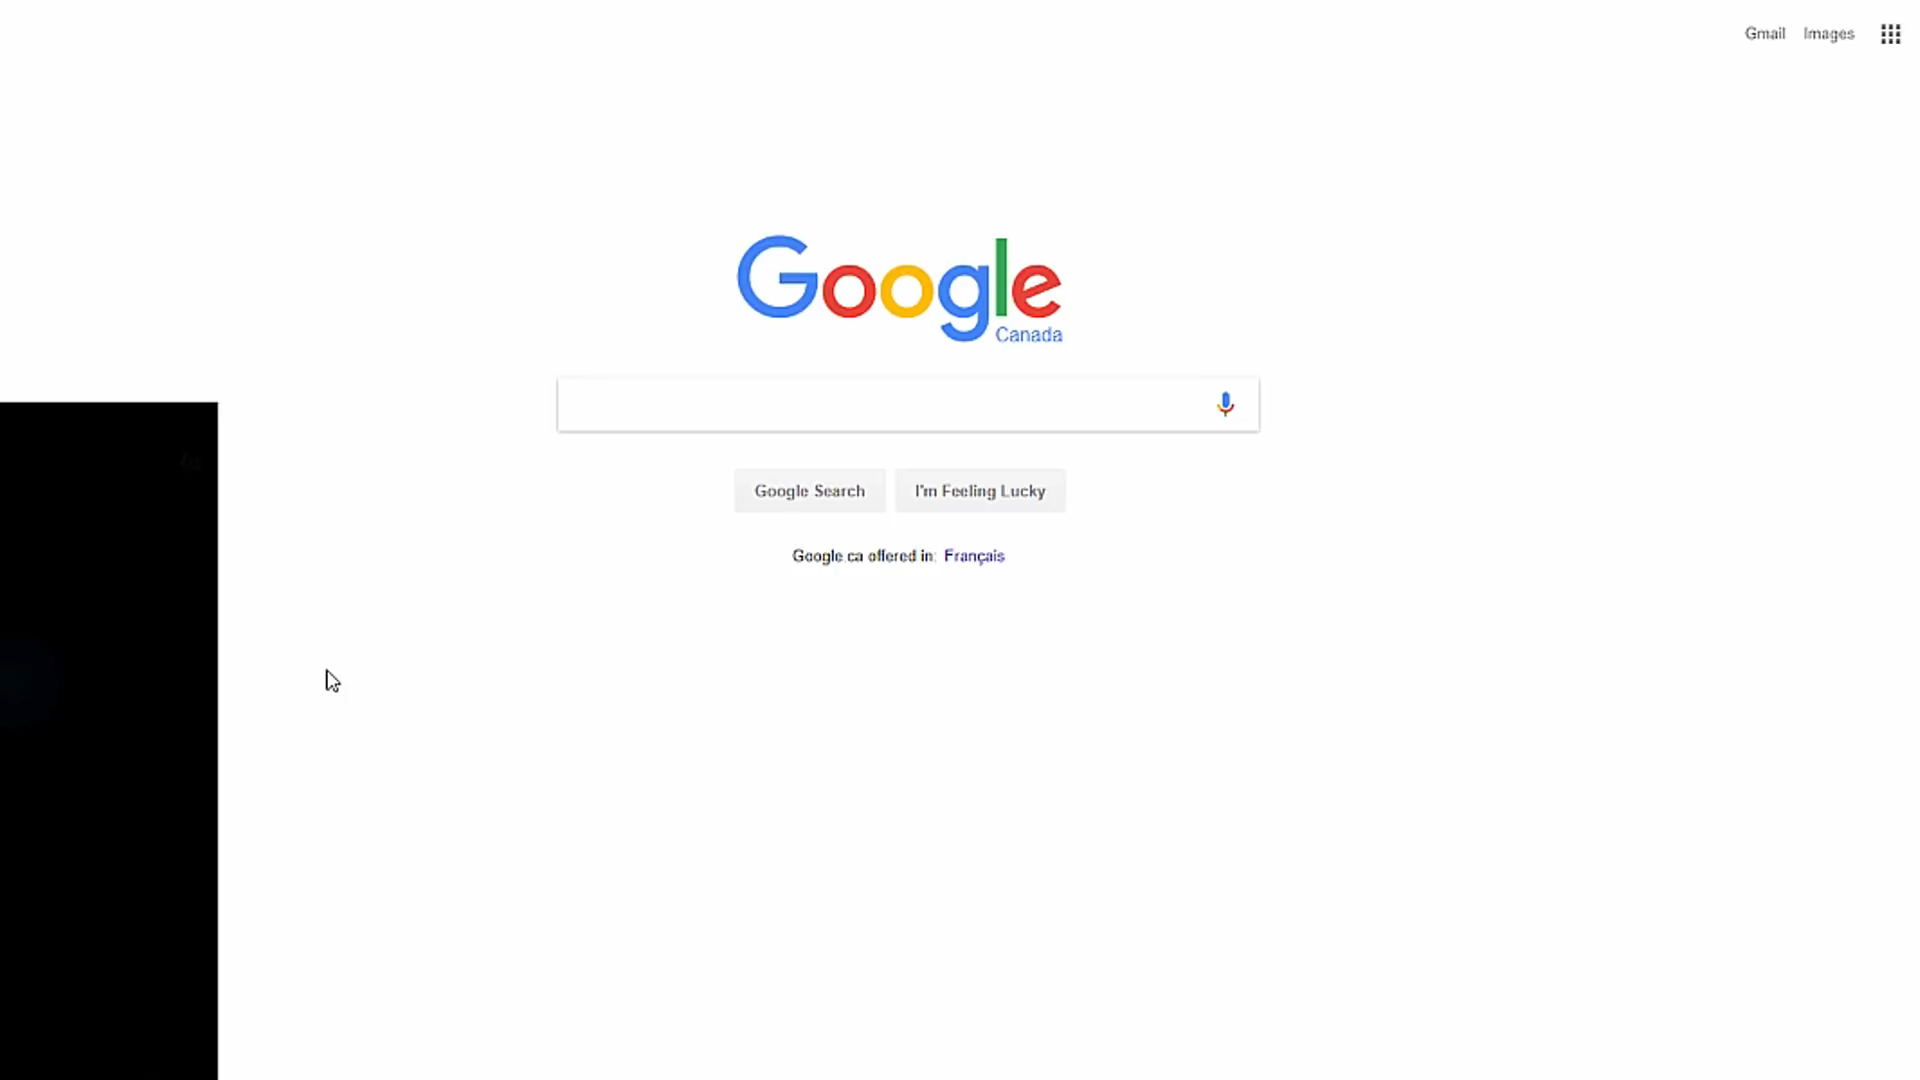 Gmail Images
Google
Canada
Google Search I'm Feeling Lucky
Google.ca offered in: Français